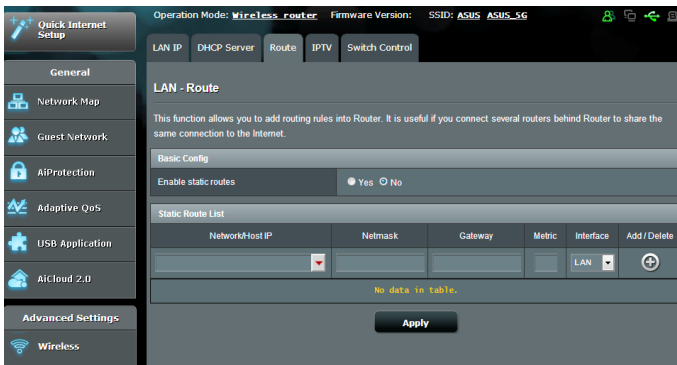 Quick Internet
Setup
Operation Mode: Wireless router Firmware Version: SSID: ASUS ASUS_5G
LAN IP DHCP Server Route IPTV Switch Control
General
Network Map
Guest Network
AiProtection
Adaptive QoS
USB Application
AiCloud 2.0
Advanced Settings
Wireless
LAN - Route
This function allows you to add routing rules into Router. It is useful if you connect several routers behind Router to share the
same connection to the Internet.
Basic Config
Enable static routes Yes No
Static Route List
Network/Host IP Netmask Gateway Metric Interface Add / Delete
LAN
No data in table.
Apply